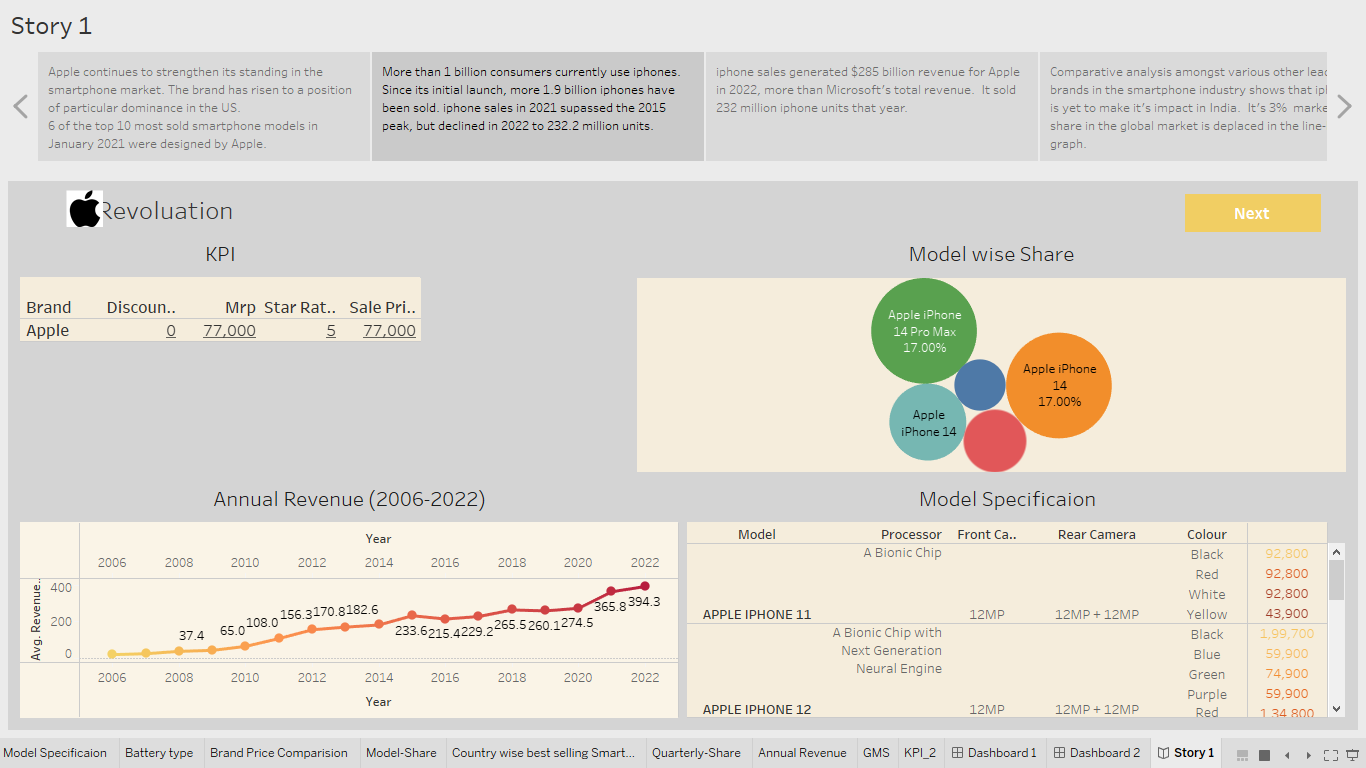 Story 1
Apple continues to strengthen its standing in the
smartphone market. The brand has risen to a position
of particular dominance in the US.
6 of the top 10 most sold smartphone models in
January 2021 were designed by Apple.
More than 1 billion consumers currently use iphones.
Since its initial launch, more 1.9 billion iphones have
been sold. iphone sales in 2021 supassed the 2015
peak, but declined in 2022 to 232.2 million units.
iphone sales generated $285 billion revenue for Apple
in 2022, more than Microsoft's total revenue. It sold
232 million iphone units that year.
Comparative analysis amongst various other
brands in the smartphone industry shows that
is yet to make it's impact in India. It's 3%
share in the global market is deplaced in the line-
graph.
Revoluation
Next
KPI
Brand Discoun.. Mrp Star Rat.. Sale Pri..
Apple 0 77,000 5 77,000
Model wise Share
Apple iPhone
14 Pro Max
17.00%
Apple iPhone
14
17.00%
Apple
iPhone 14
Annual Revenue (2006-2022)
Year
2006 2008 2010 2012 2014 2016 2018 2020 2022
Avg. Revenue..
400
200
0
37.4 65.0 108.0 156.3 170.8 182.6 233.6 215.4 229.2 265.5 260.1 274.5 365.8 394.3
2006 2008 2010 2012 2014 2016 2018 2020 2022
Year
Model Specificaion
Model Processor Front Ca.. Rear Camera Colour
A Bionic Chip Black 92,800
Red 92,800
White 92,800
APPLE IPHONE 11 12MP 12MP + 12MP Yellow 43,900
A Bionic Chip with Black 1,99,700
Next Generation Blue 59,900
Neural Engine Green 74,900
Purple 59,900
APPLE IPHONE 12 12MP 12MP + 12MP Red 1,34,800
Model Specificaion Battery type Brand Price Comparision Model-Share Country wise best selling Smart... Quarterly-Share Annual Revenue GMS KPI_2 Dashboard 1 Dashboard 2 Story 1